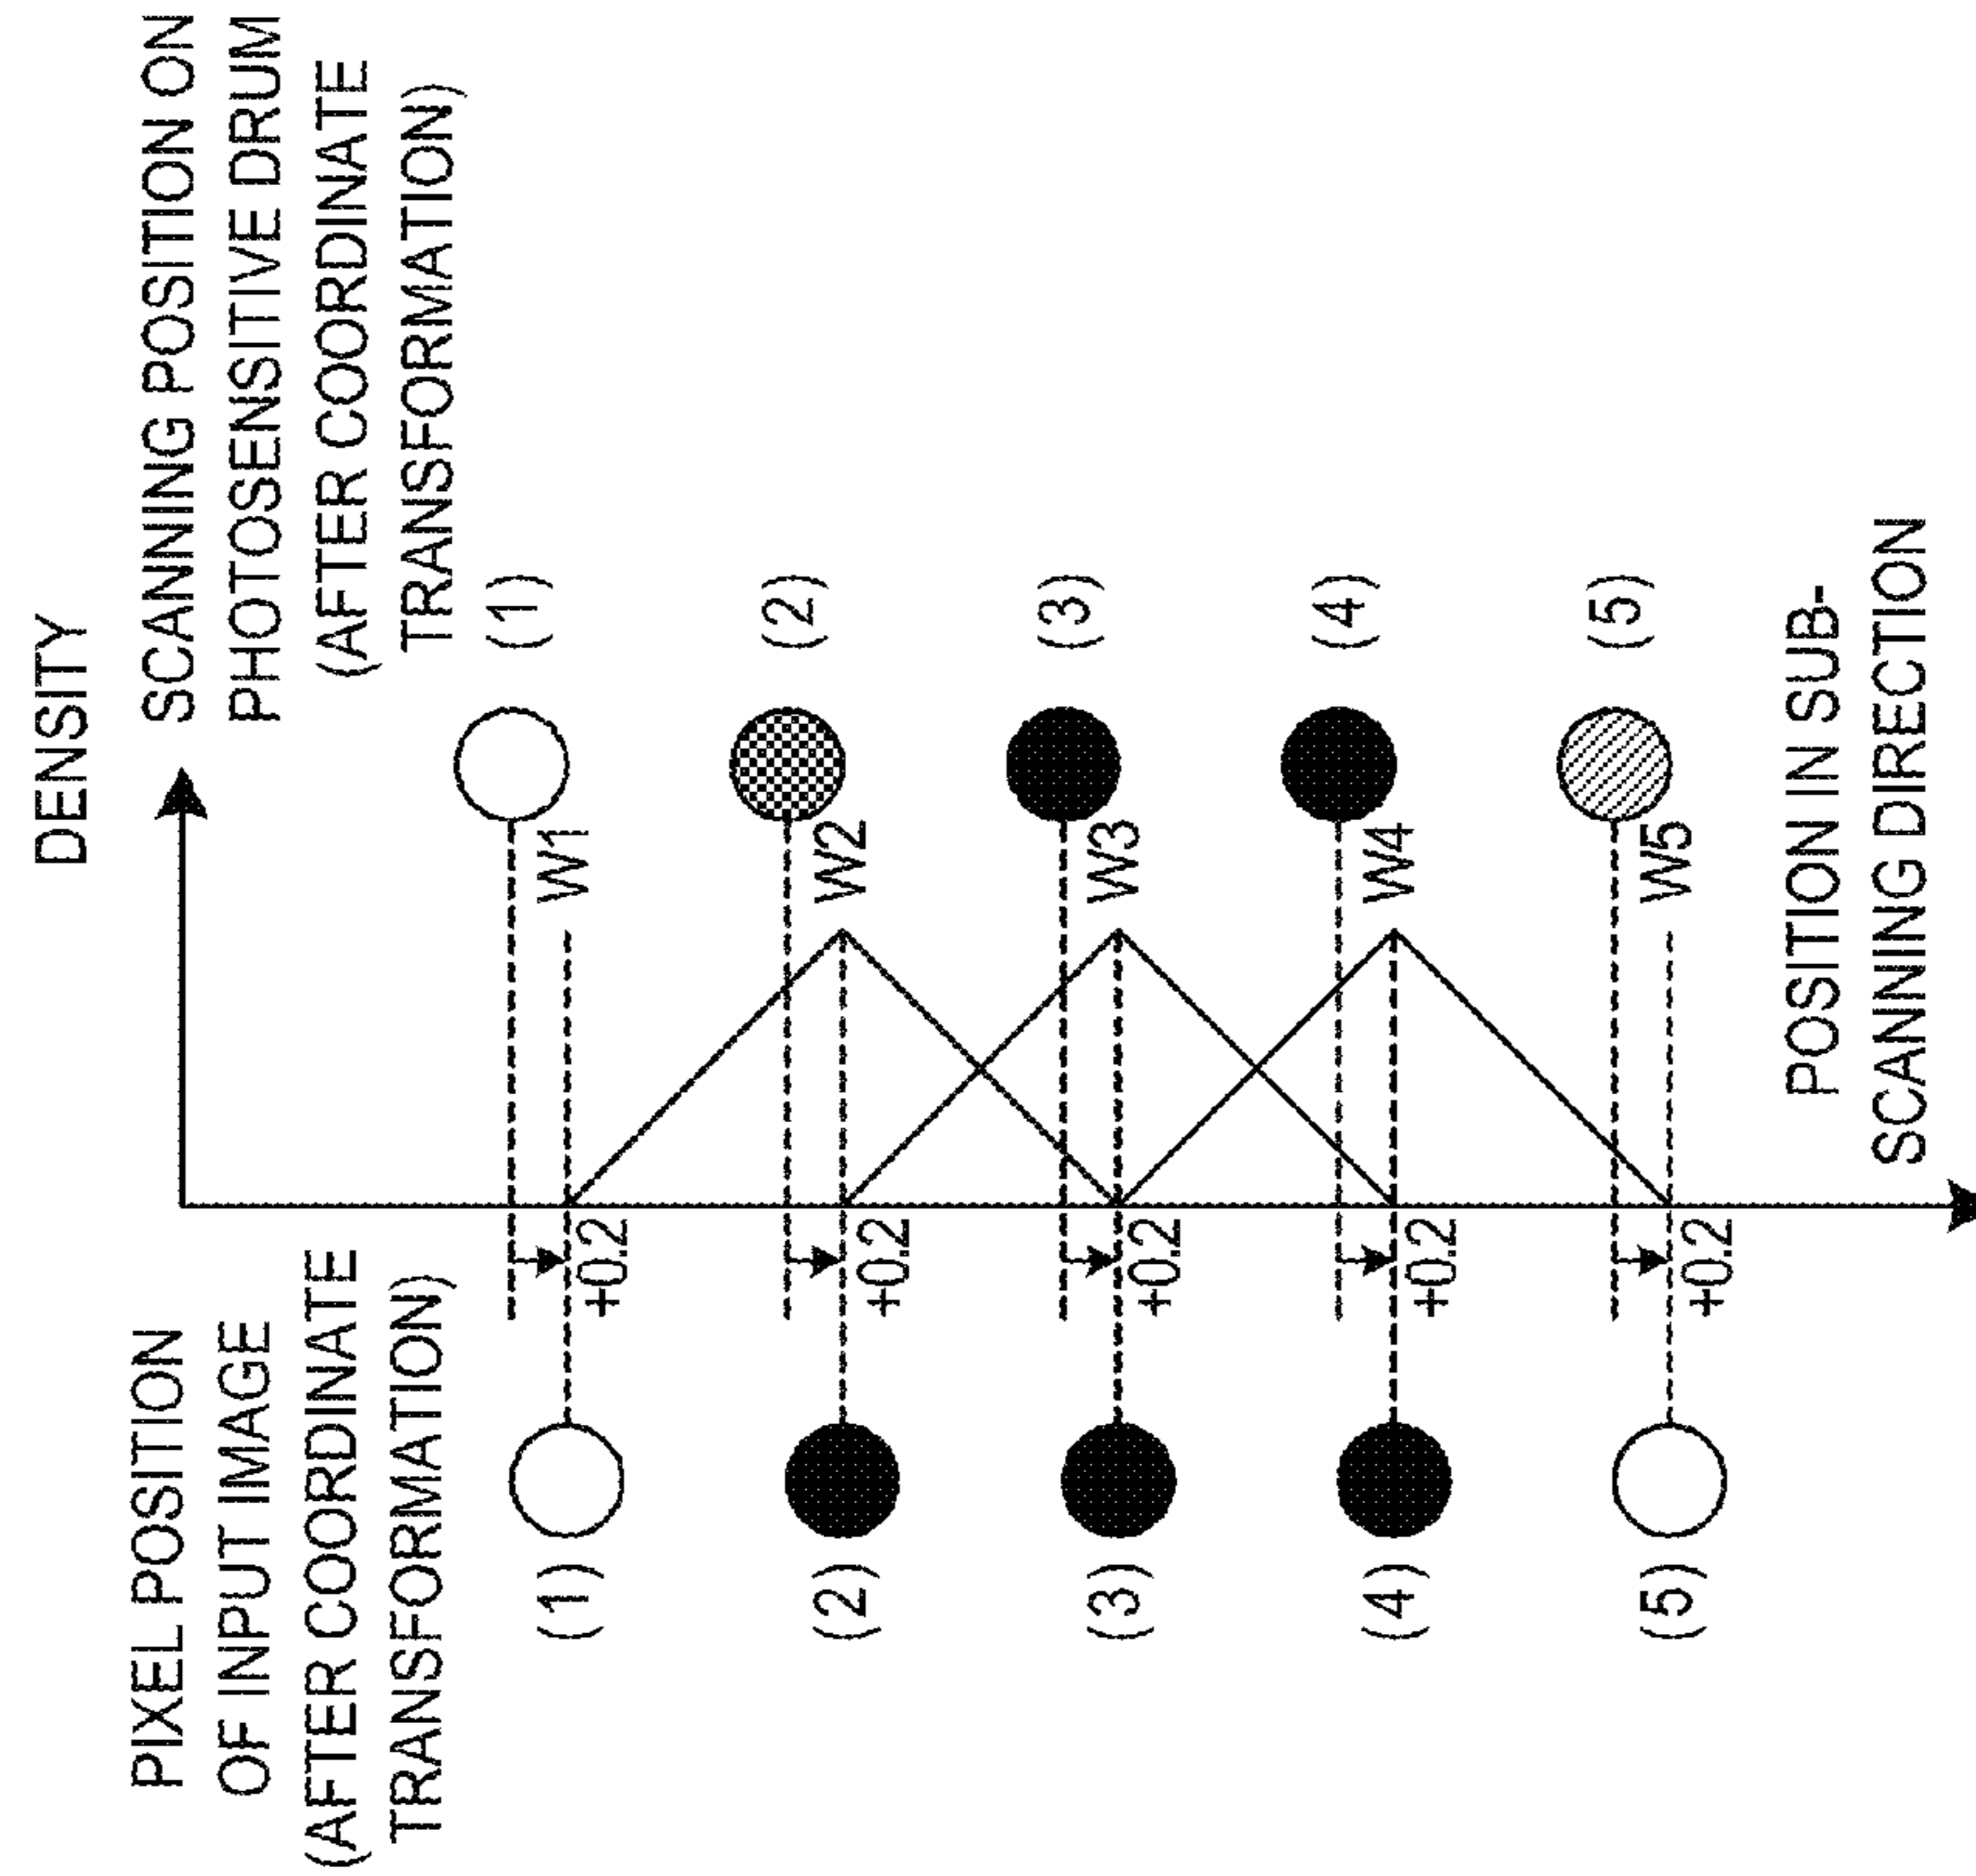 DENSITY
SCANNING POSITION ON
PHOTOSENSITIVE DRUM
(AFTER COORDINATE
TRANSFORMATION)
(1)
(2)
(3)
(4)
(5)
W1
W2
W3
W4
W5
POSITION IN SUB-
SCANNING DIRECTION
+0.2
+0.2
+0.2
+0.2
+0.2
PIXEL POSITION
OF INPUT IMAGE
(AFTER COORDINATE
TRANSFORMATION)
(1)
(2)
(3)
(4)
(5)